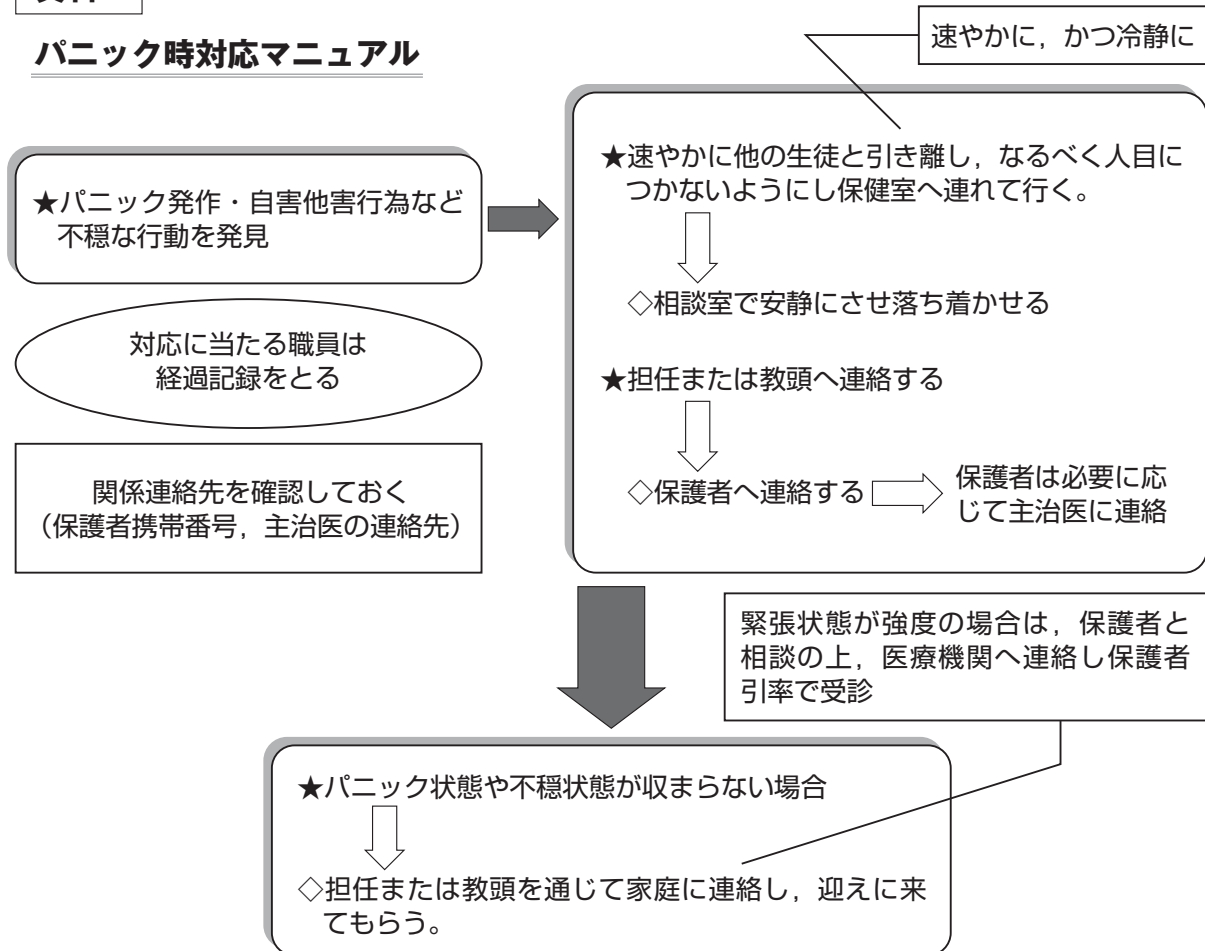 パニック時対応マニュアル
速やかに，かつ冷静に
★パニック発作・自害他害行為など
不穏な行動を発見
対応に当たる職員は
経過記録をとる
関係連絡先を確認しておく
（保護者携帯番号，主治医の連絡先）
★速やかに他の生徒と引き離し，なるべく人目に
つかないようにし保健室へ連れて行く。
◇相談室で安静にさせ落ち着かせる
★担任または教頭へ連絡する
◇保護者へ連絡する
保護者は必要に応
じて主治医に連絡
緊張状態が強度の場合は，保護者と
相談の上，医療機関へ連絡し保護者
引率で受診
★パニック状態や不穏状態が収まらない場合
◇担任または教頭を通じて家庭に連絡し，迎えに来
てもらう。